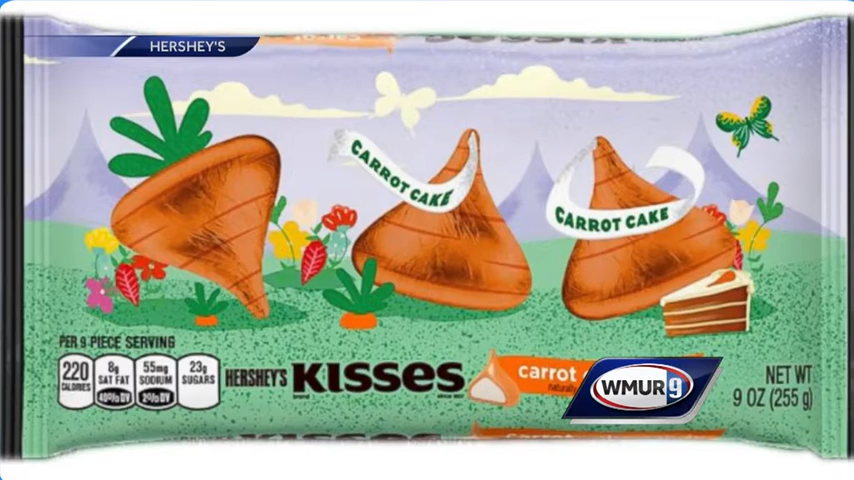 HERSHEY'S
CARROT CAKE
CARROT CAKE
PER 9 PIECE SERVING
220
CALORIES
8g
SAT FAT
40% DV
55mg
SODIUM
2% DV
23g
SUGARS
HERSHEY'S KISSES
carrot
naturally
WMUR 9
NET WT
9 OZ (255 g)